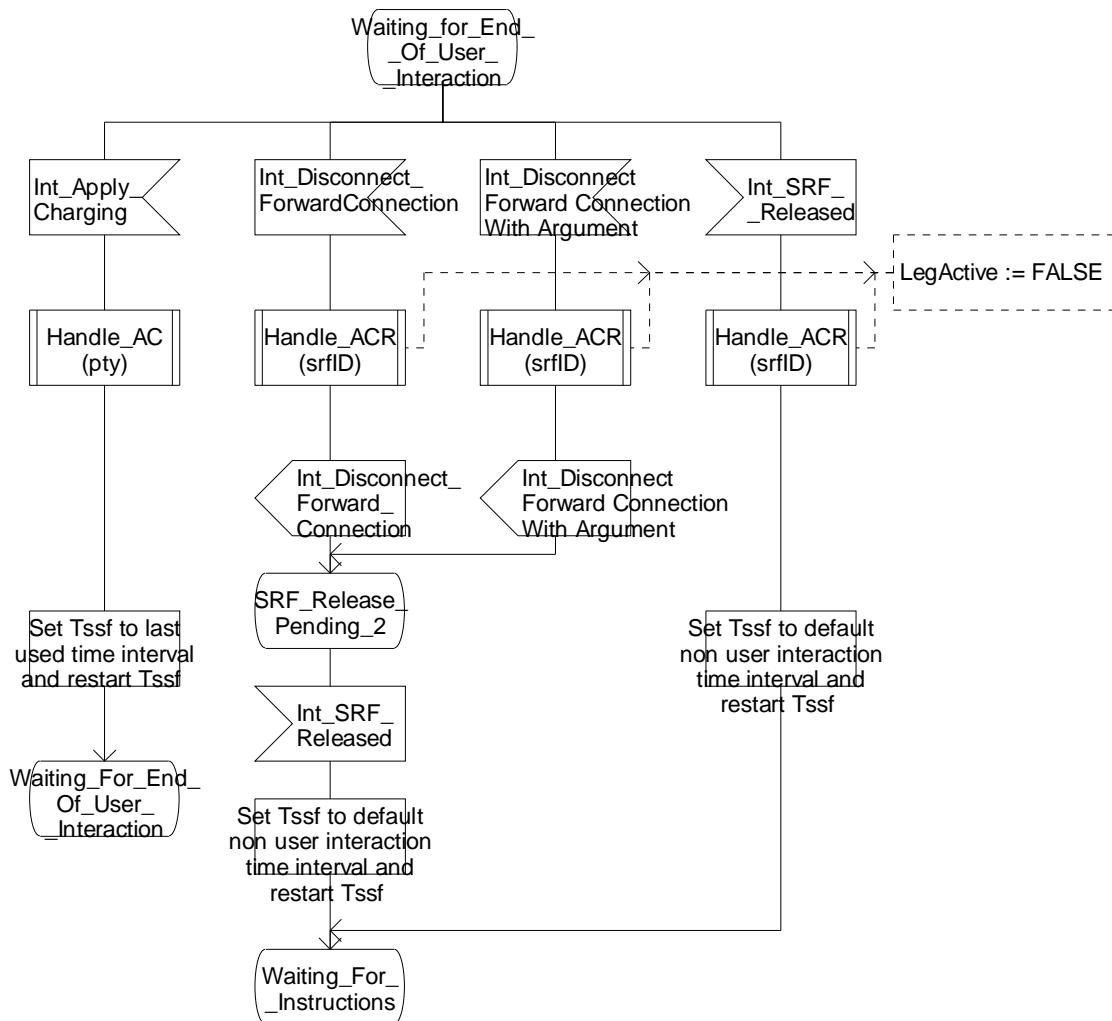 Waiting_for_End_
_Of_User_
_Interaction
Int_Apply_
Charging
Int_Disconnect_
ForwardConnection
Int_Disconnect
Forward Connection
With Argument
Int_SRF_
_Released
LegActive := FALSE
Handle_AC
(pty)
Handle_ACR
(srfID)
Handle_ACR
(srfID)
Handle_ACR
(srfID)
Int_Disconnect_
Forward_
Connection
Int_Disconnect
Forward Connection
With Argument
SRF_Release_
Pending_2
Set Tssf to last
used time interval
and restart Tssf
Set Tssf to default
non user interaction
time interval and
restart Tssf
Int_SRF_
Released
Waiting_For_End_
Of_User_
_Interaction
Set Tssf to default
non user interaction
time interval and
restart Tssf
Waiting_For_
_Instructions